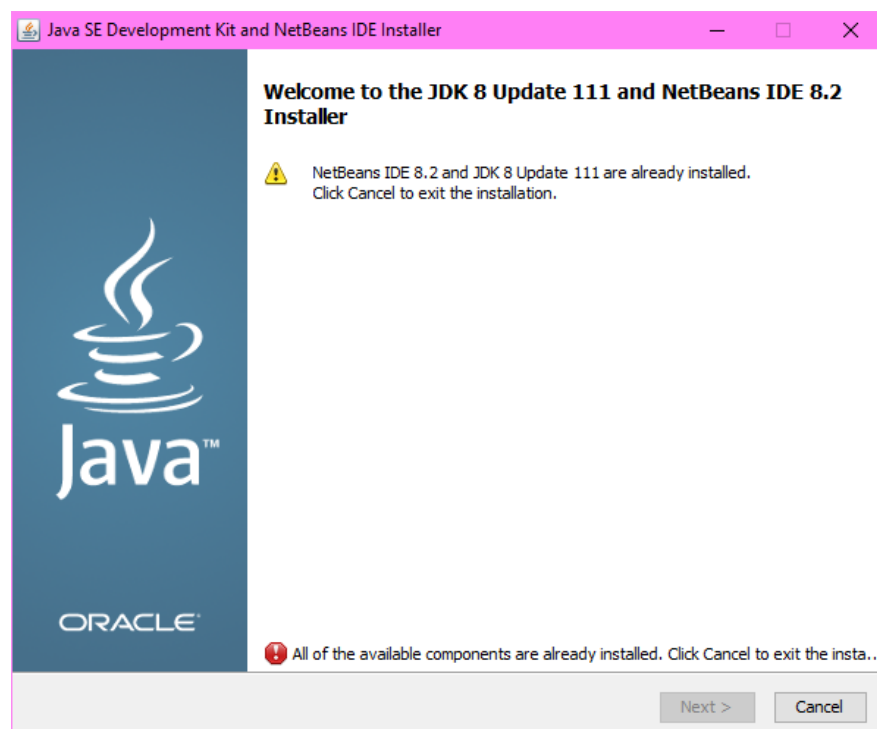 Java SE Development Kit and NetBeans IDE Installer
Welcome to the JDK 8 Update 111 and NetBeans IDE 8.2
Installer
NetBeans IDE 8.2 and JDK 8 Update 111 are already installed.
Click Cancel to exit the installation.
Java™
ORACLE
All of the available components are already installed. Click Cancel to exit the insta..
Next >
Cancel